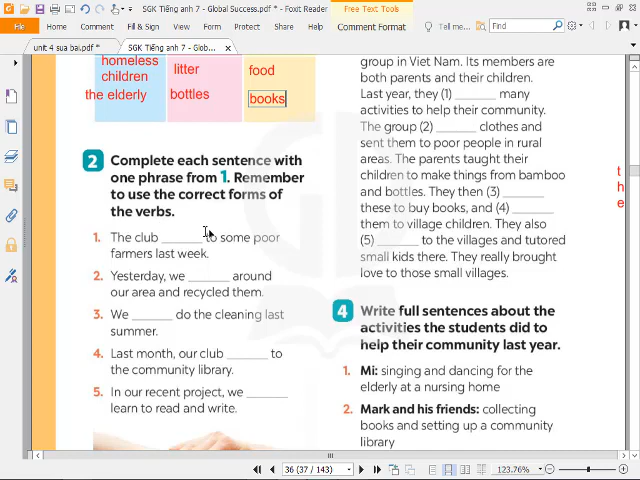 SGK Tiếng anh 7 - Global Success.pdf - Foxit Reader
Free Text Tools
File
Home
Comment
Fill & Sign
View
Form
Protect
Share
Help
Comment Format
Tell me...
Find
unit 4 sua bai.pdf *
SGK Tiếng anh 7 - Globa...
homeless
children
the elderly
litter
bottles
food
books
2 Complete each sentence with
one phrase from 1. Remember
to use the correct forms of
the verbs.
1. The club ______ to some poor
farmers last week.
2. Yesterday, we ______ around
our area and recycled them.
3. We ______ do the cleaning last
summer.
4. Last month, our club ______ to
the community library.
5. In our recent project, we ______
learn to read and write.
group in Viet Nam. Its members are
both parents and their children.
Last year, they (1) ______ many
activities to help their community.
The group (2) ______ clothes and
sent them to poor people in rural
areas. The parents taught their
children to make things from bamboo
and bottles. They then (3) ______
these to buy books, and (4) ______
them to village children. They also
(5) ______ to the villages and tutored
small kids there. They really brought
love to those small villages.
t
h
e
4 Write full sentences about the
activities the students did to
help their community last year.
1. Mi: singing and dancing for the
elderly at a nursing home
2. Mark and his friends: collecting
books and setting up a community
library
36 (37 / 143)
123.76%